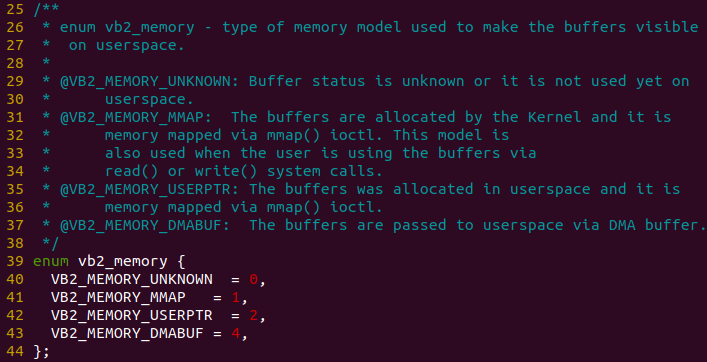 25 /**
26  * enum vb2_memory - type of memory model used to make the buffers visible
27  *  on userspace.
28  *
29  * @VB2_MEMORY_UNKNOWN: Buffer status is unknown or it is not used yet on
30  *      userspace.
31  * @VB2_MEMORY_MMAP:  The buffers are allocated by the Kernel and it is
32  *      memory mapped via mmap() ioctl. This model is
33  *      also used when the user is using the buffers via
34  *      read() or write() system calls.
35  * @VB2_MEMORY_USERPTR: The buffers was allocated in userspace and it is
36  *      memory mapped via mmap() ioctl.
37  * @VB2_MEMORY_DMABUF:  The buffers are passed to userspace via DMA buffer.
38  */
39 enum vb2_memory {
40   VB2_MEMORY_UNKNOWN  = 0,
41   VB2_MEMORY_MMAP   = 1,
42   VB2_MEMORY_USERPTR  = 2,
43   VB2_MEMORY_DMABUF = 4,
44 };